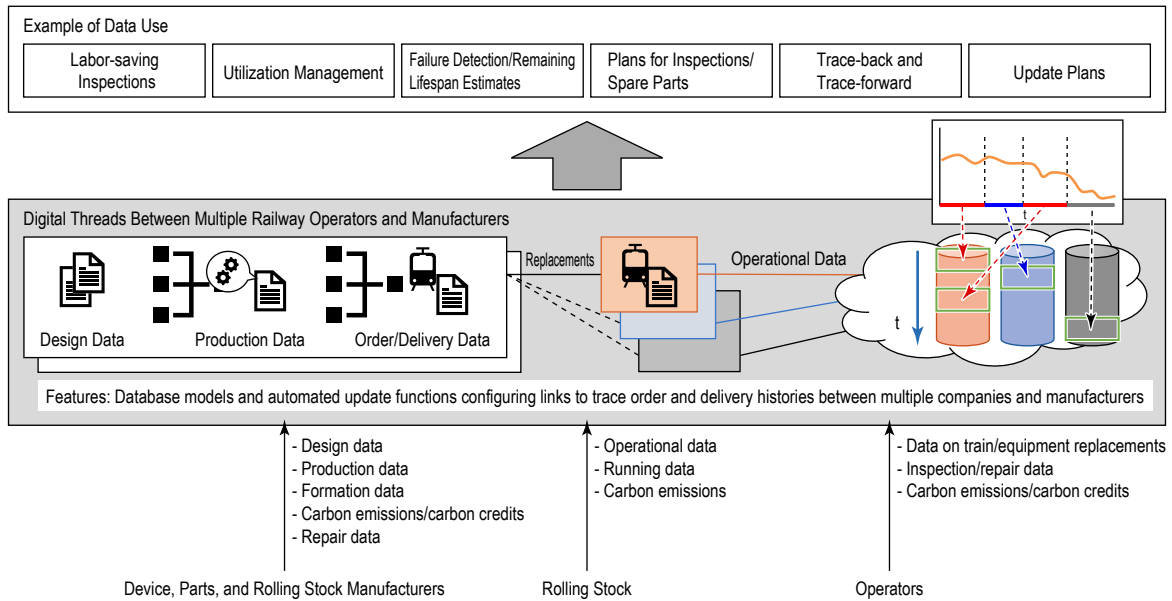 Example of Data Use
Labor-saving
Inspections
Utilization Management
Failure Detection/Remaining
Lifespan Estimates
Plans for Inspections/
Spare Parts
Trace-back and
Trace-forward
Update Plans
t
Digital Threads Between Multiple Railway Operators and Manufacturers
Design Data
Production Data
Order/Delivery Data
Replacements
Operational Data
t
Features: Database models and automated update functions configuring links to trace order and delivery histories between multiple companies and manufacturers
- Design data
- Production data
- Formation data
- Carbon emissions/carbon credits
- Repair data
- Operational data
- Running data
- Carbon emissions
- Data on train/equipment replacements
- Inspection/repair data
- Carbon emissions/carbon credits
Device, Parts, and Rolling Stock Manufacturers
Rolling Stock
Operators